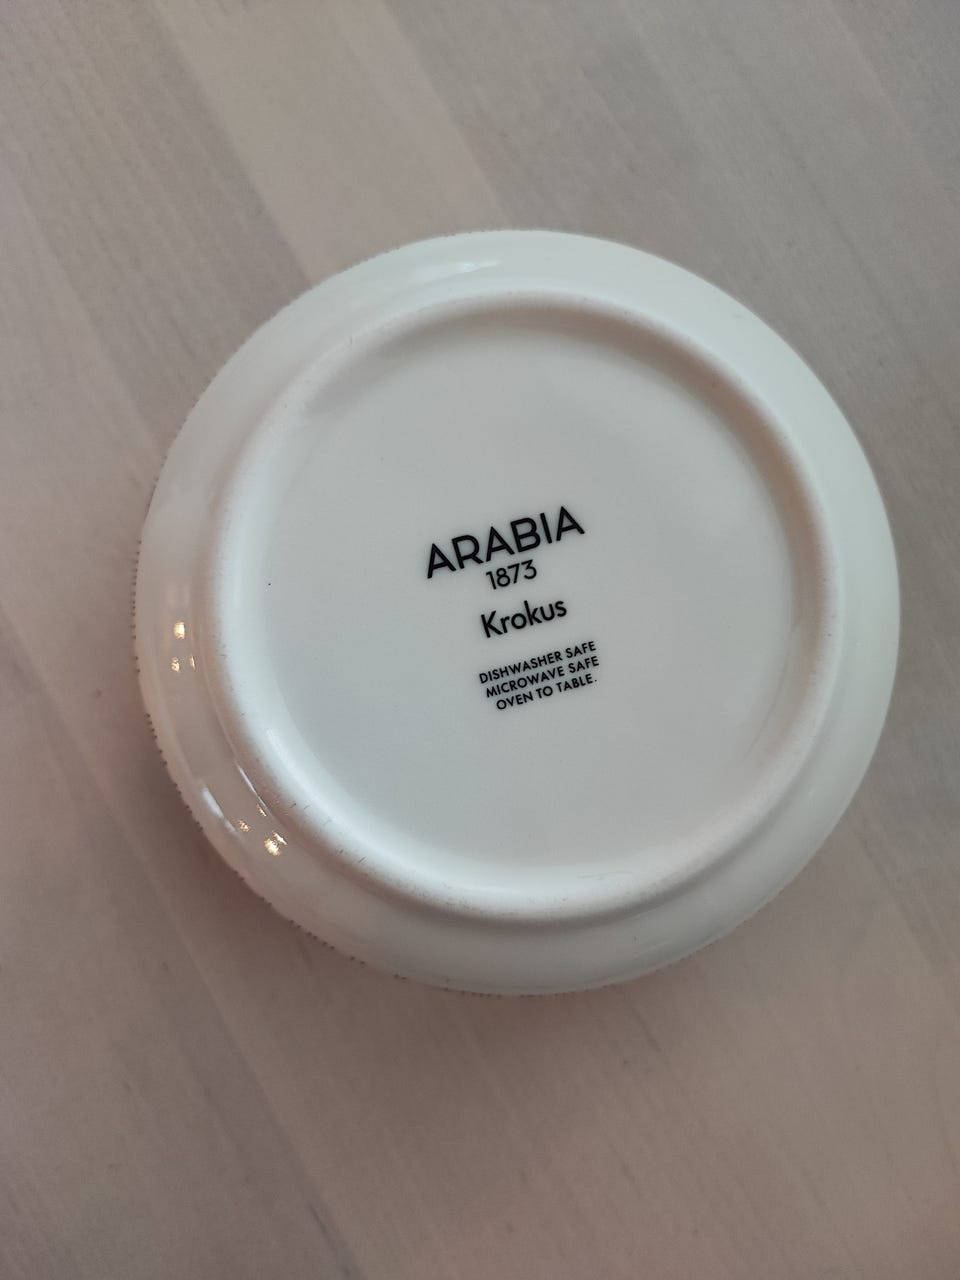 ARABIA
1873
Krokus
DISHWASHER SAFE
MICROWAVE SAFE
OVEN TO TABLE.